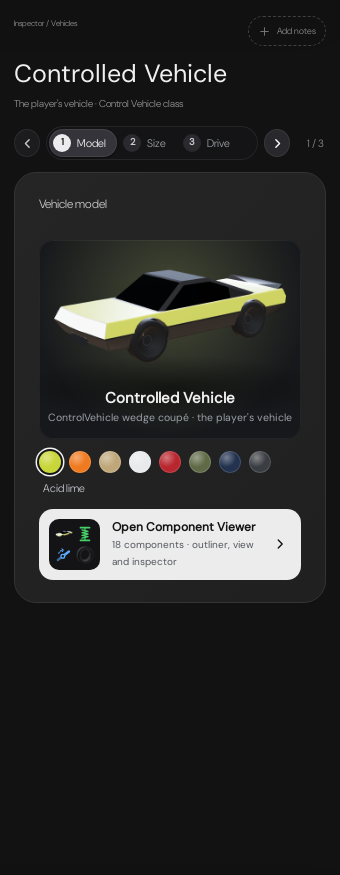 Inspector / Vehicles
Add notes
Controlled Vehicle
The player's vehicle · Control Vehicle class
1 Model 2 Size 3 Drive 1 / 3
Vehicle model
Controlled Vehicle
ControlVehicle wedge coupé · the player's vehicle
Acid lime
Open Component Viewer
18 components · outliner, view
and inspector